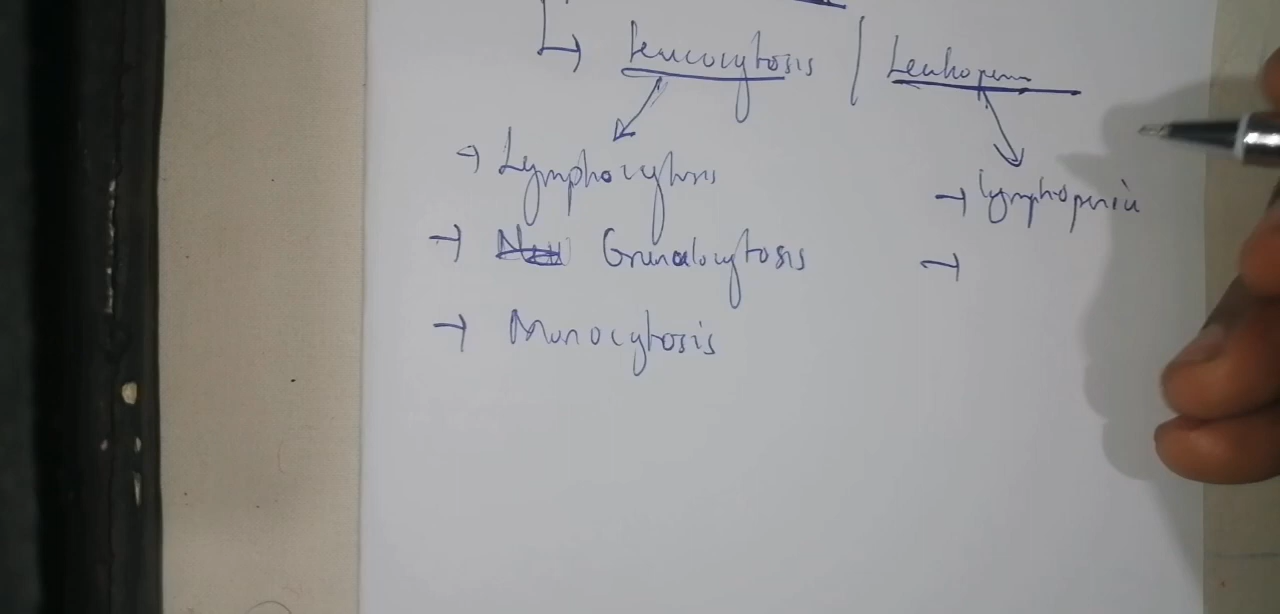 ↳ Leucocytosis | Leukopenia
→ Lymphocytosis
→ lymphopenia
→ Granulocytosis
→
→ Monocytosis